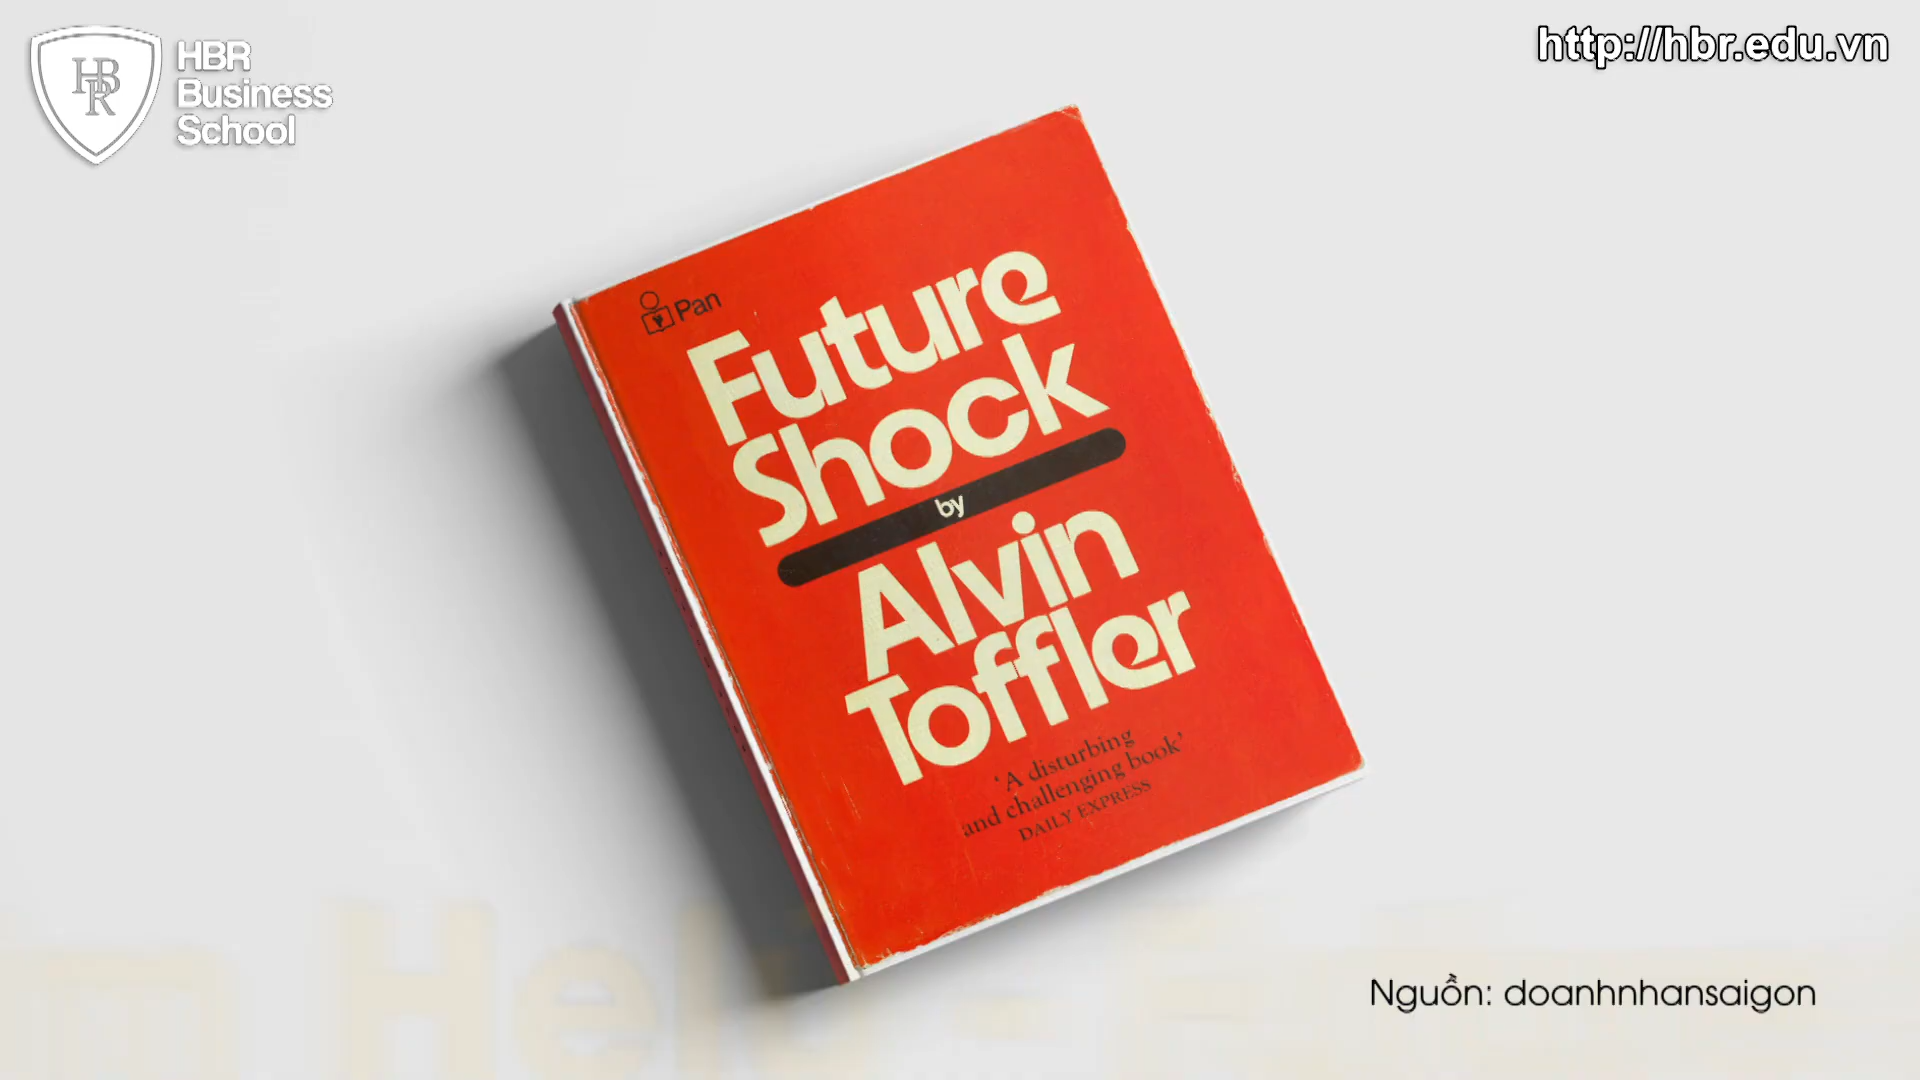 HBR
Business
School
HBR
http://hbr.edu.vn
Pan
Future
Shock
by
Alvin
Toffler
‘A disturbing
and challenging book’
DAILY EXPRESS
Nguồn: doanhnhansaigon